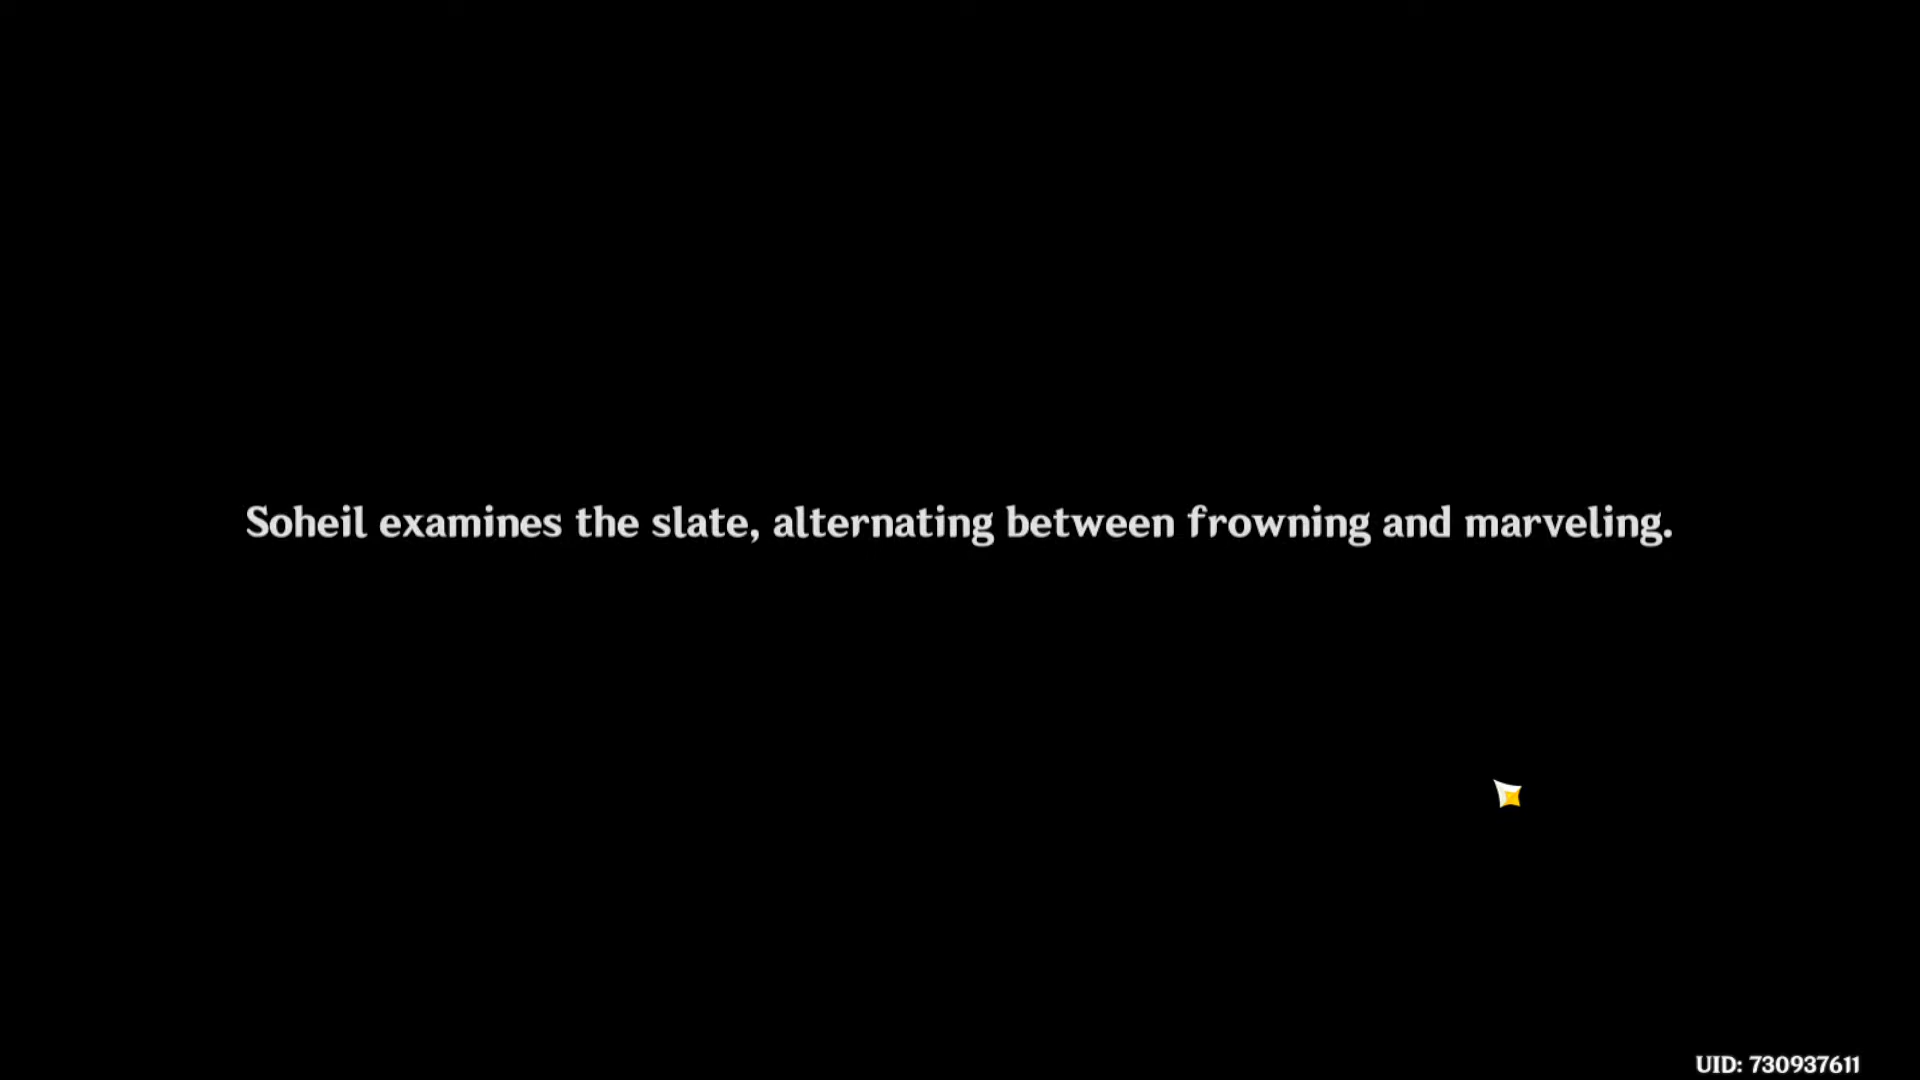 Soheil examines the slate, alternating between frowning and marveling.
UID: 730937611